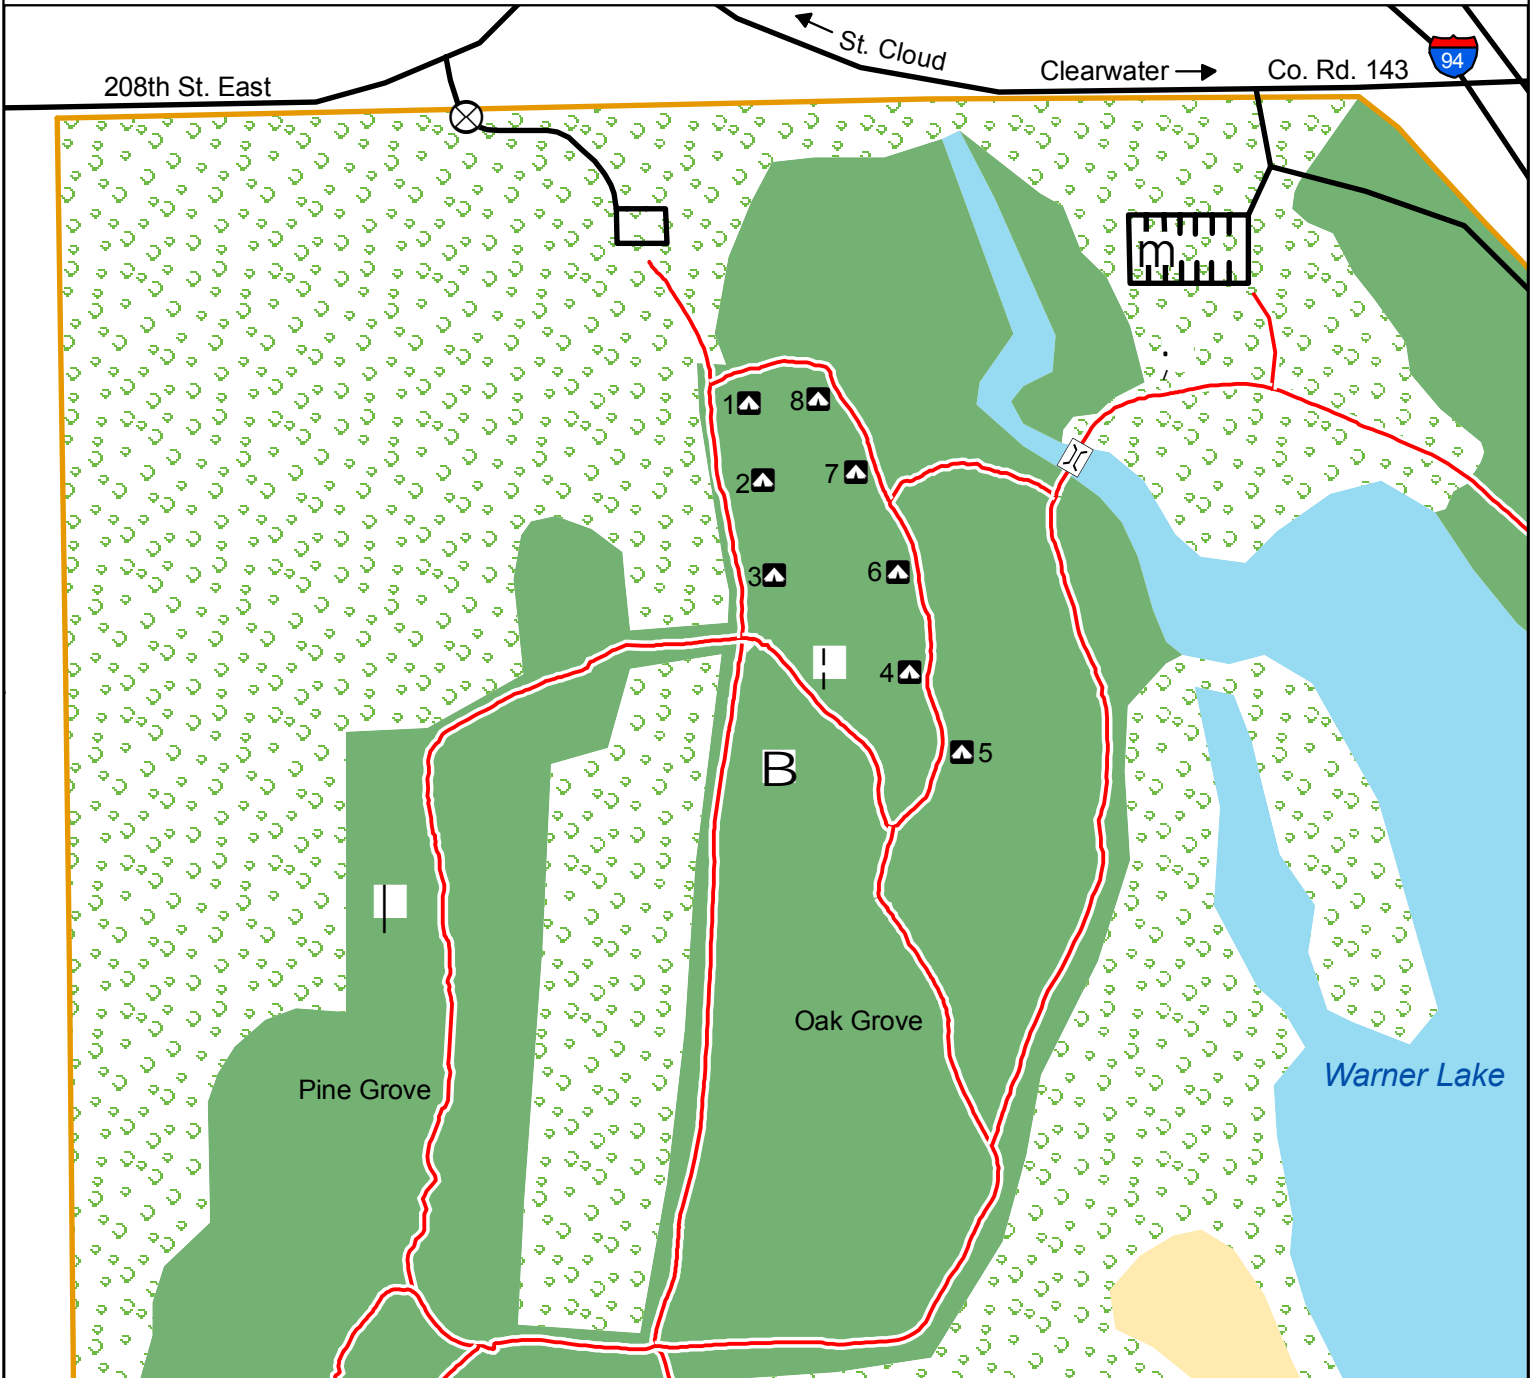 St. Cloud
94
208th St. East
Clearwater
Co. Rd. 143
m
1
8
2
7
3
6
4
5
B
Oak Grove
Pine Grove
Warner Lake